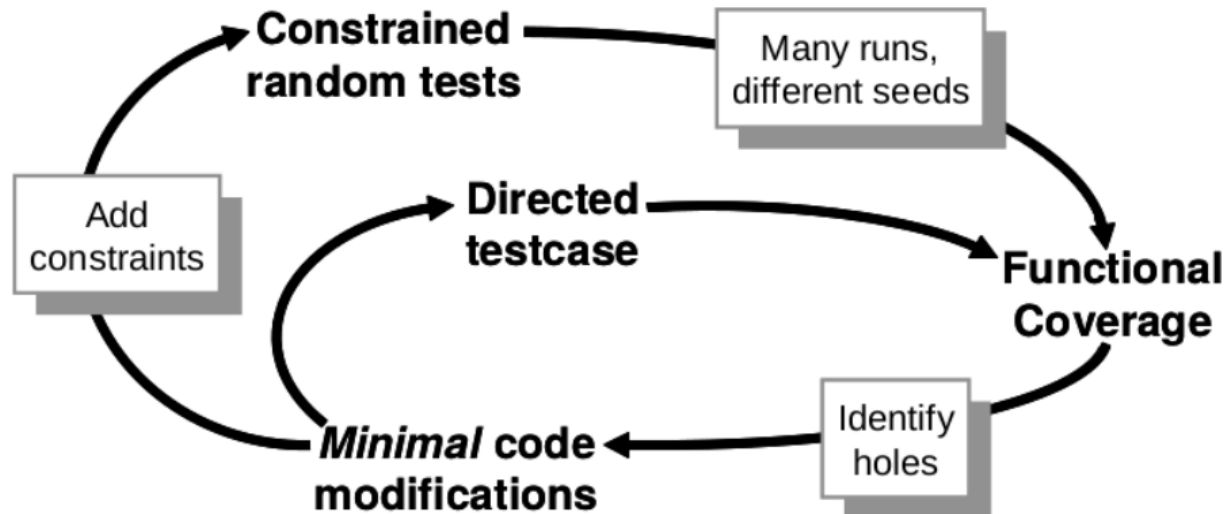 Constrained
random tests
Many runs,
different seeds
Add
constraints
Directed
testcase
Functional
Coverage
Identify
holes
Minimal code
modifications